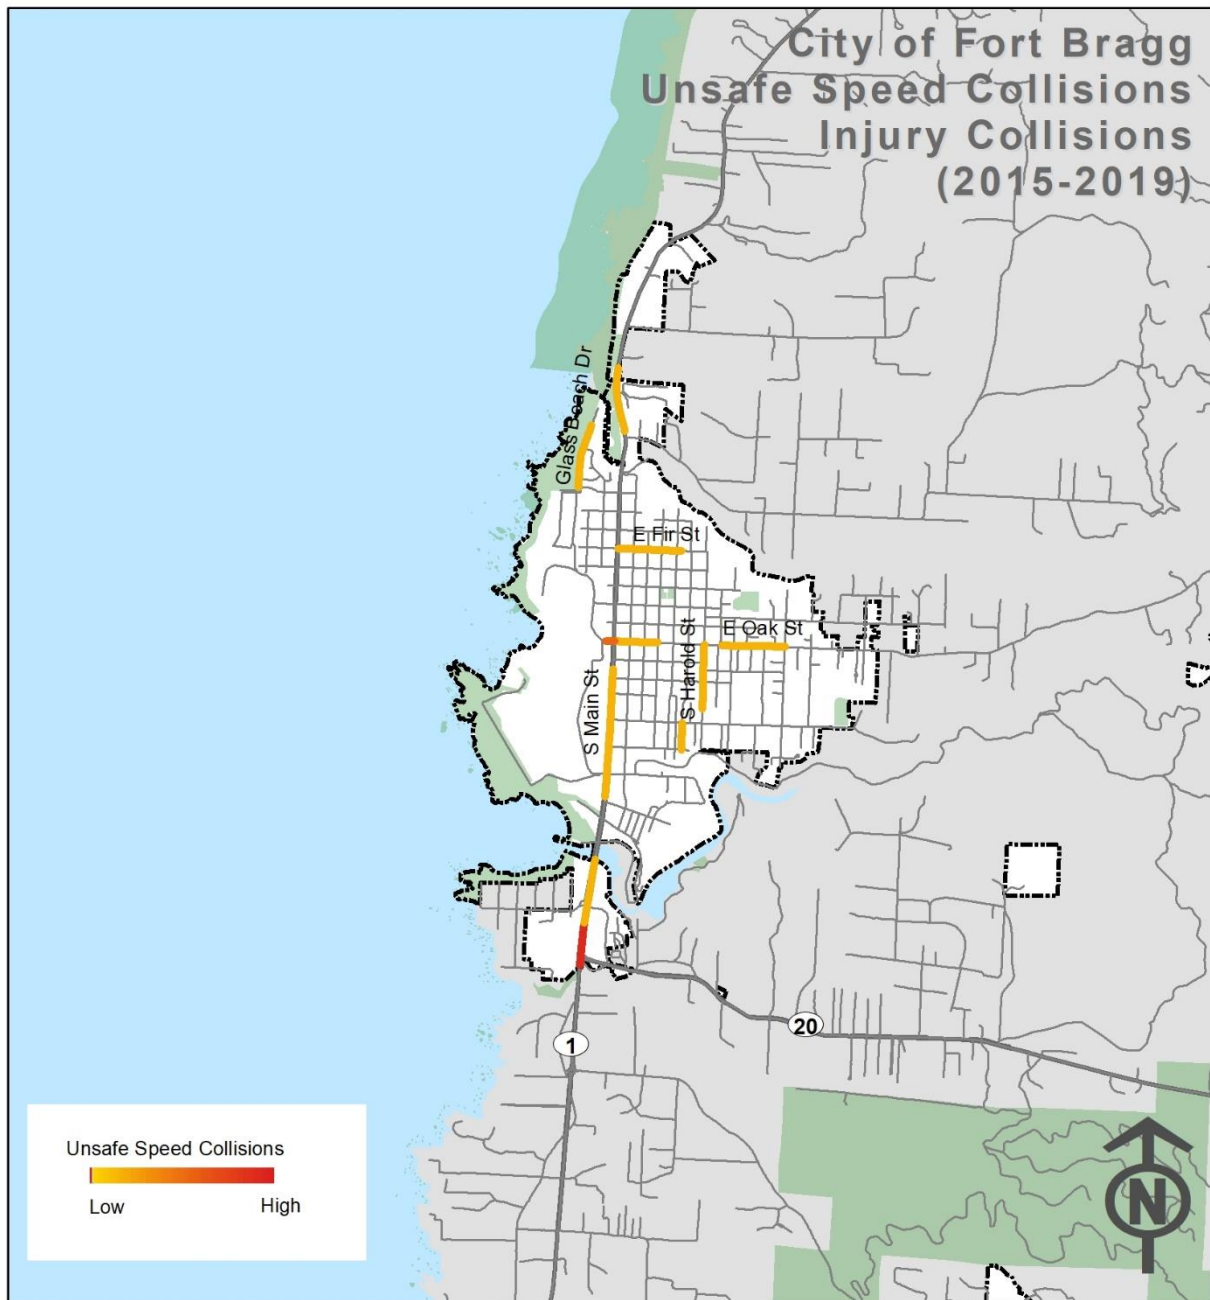 City of Fort Bragg
Unsafe Speed Collisions
Injury Collisions
(2015-2019)
Glass Beach Dr
E Fir St
E Oak St
S Harold St
S Main St
20
1
Unsafe Speed Collisions
Low
High
N